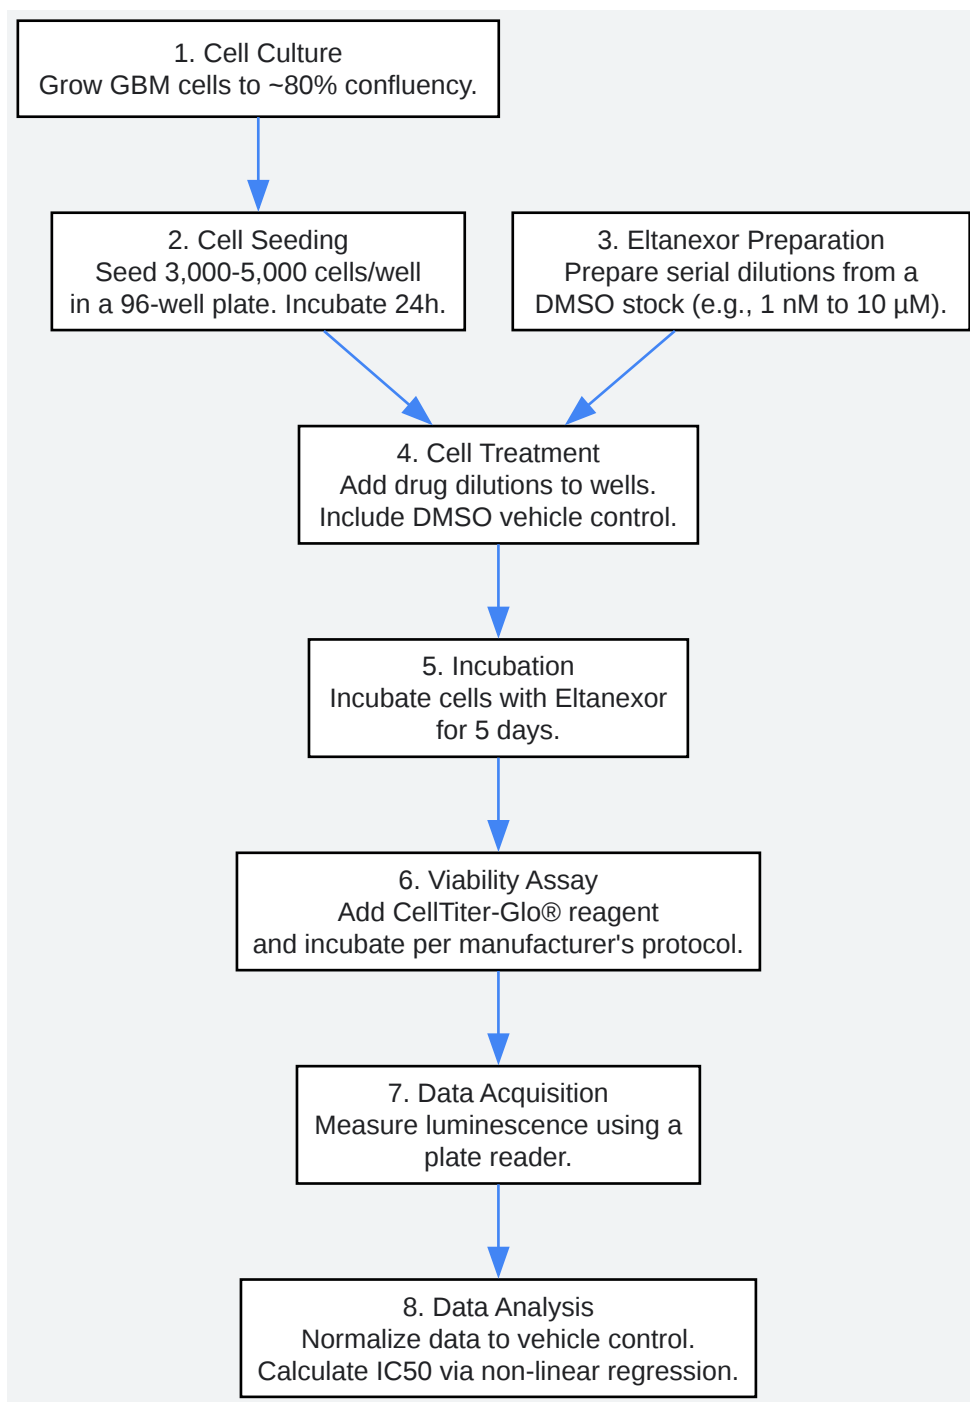 1. Cell Culture
Grow GBM cells to ~80% confluency.
2. Cell Seeding
Seed 3,000-5,000 cells/well
in a 96-well plate. Incubate 24h.
3. Eltanexor Preparation
Prepare serial dilutions from a
DMSO stock (e.g., 1 nM to 10 µM).
4. Cell Treatment
Add drug dilutions to wells.
Include DMSO vehicle control.
5. Incubation
Incubate cells with Eltanexor
for 5 days.
6. Viability Assay
Add CellTiter-Glo® reagent
and incubate per manufacturer's protocol.
7. Data Acquisition
Measure luminescence using a
plate reader.
8. Data Analysis
Normalize data to vehicle control.
Calculate IC50 via non-linear regression.